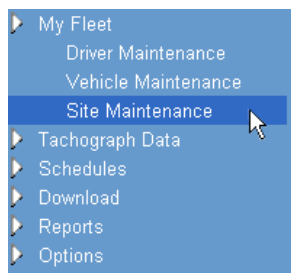 My Fleet
Driver Maintenance
Vehicle Maintenance
Site Maintenance
Tachograph Data
Schedules
Download
Reports
Options